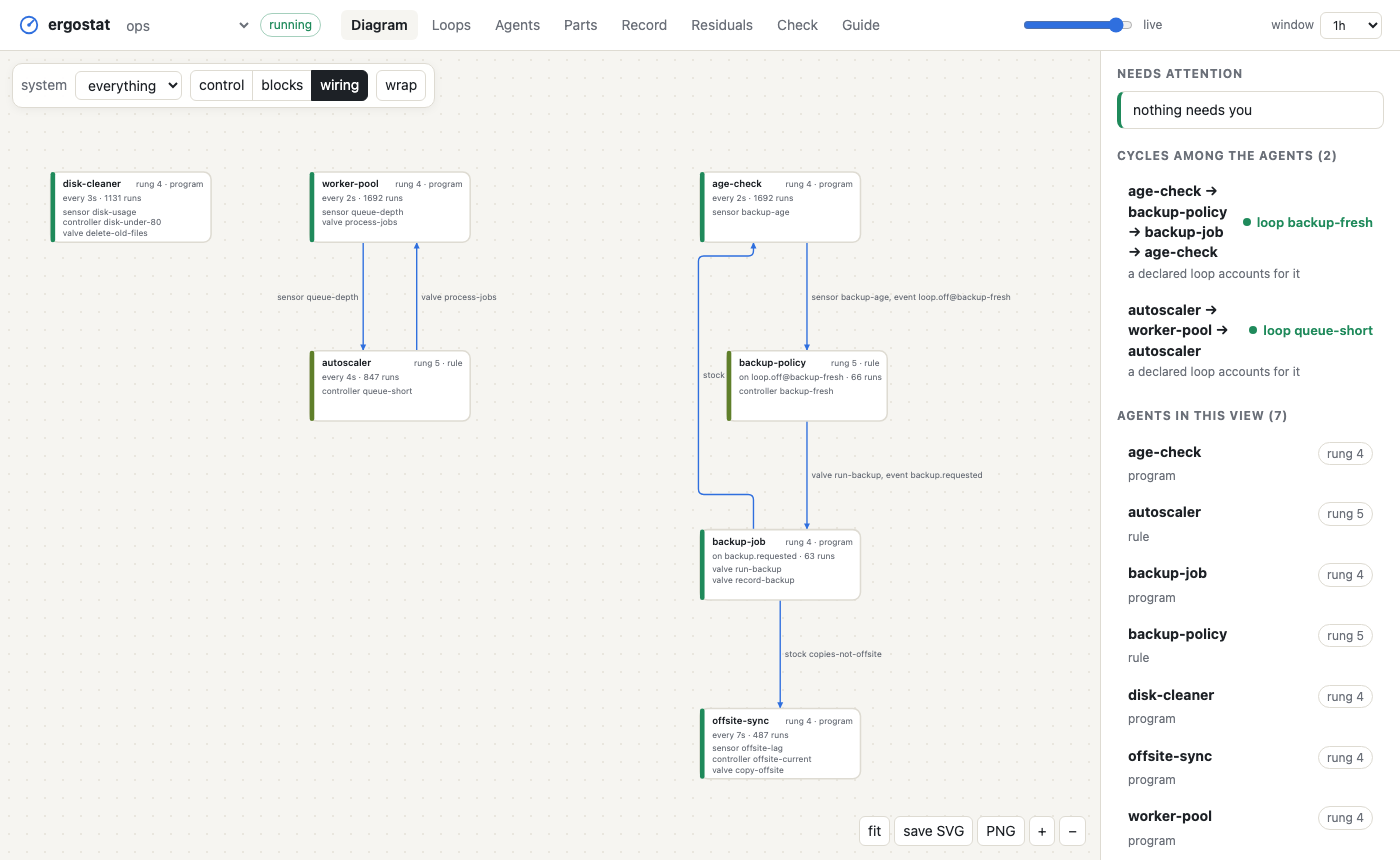 ergostat
ops
running
Diagram
Loops
Agents
Parts
Record
Residuals
Check
Guide
live
window
1h
system
everything
control
blocks
wiring
wrap
disk-cleaner
rung 4 · program
every 3s · 1131 runs
sensor disk-usage
controller disk-under-80
valve delete-old-files
worker-pool
rung 4 · program
every 2s · 1692 runs
sensor queue-depth
valve process-jobs
age-check
rung 4 · program
every 2s · 1692 runs
sensor backup-age
sensor queue-depth
valve process-jobs
sensor backup-age, event loop.off@backup-fresh
autoscaler
rung 5 · rule
every 4s · 847 runs
controller queue-short
stock
backup-policy
rung 5 · rule
on loop.off@backup-fresh · 66 runs
controller backup-fresh
valve run-backup, event backup.requested
backup-job
rung 4 · program
on backup.requested · 63 runs
valve run-backup
valve record-backup
stock copies-not-offsite
offsite-sync
rung 4 · program
every 7s · 487 runs
sensor offsite-lag
controller offsite-current
valve copy-offsite
fit
save SVG
PNG
+
−
NEEDS ATTENTION
nothing needs you
CYCLES AMONG THE AGENTS (2)
age-check →
backup-policy
→ backup-job
→ age-check
loop backup-fresh
a declared loop accounts for it
autoscaler →
worker-pool →
autoscaler
loop queue-short
a declared loop accounts for it
AGENTS IN THIS VIEW (7)
age-check
rung 4
program
autoscaler
rung 5
rule
backup-job
rung 4
program
backup-policy
rung 5
rule
disk-cleaner
rung 4
program
offsite-sync
rung 4
program
worker-pool
rung 4
program